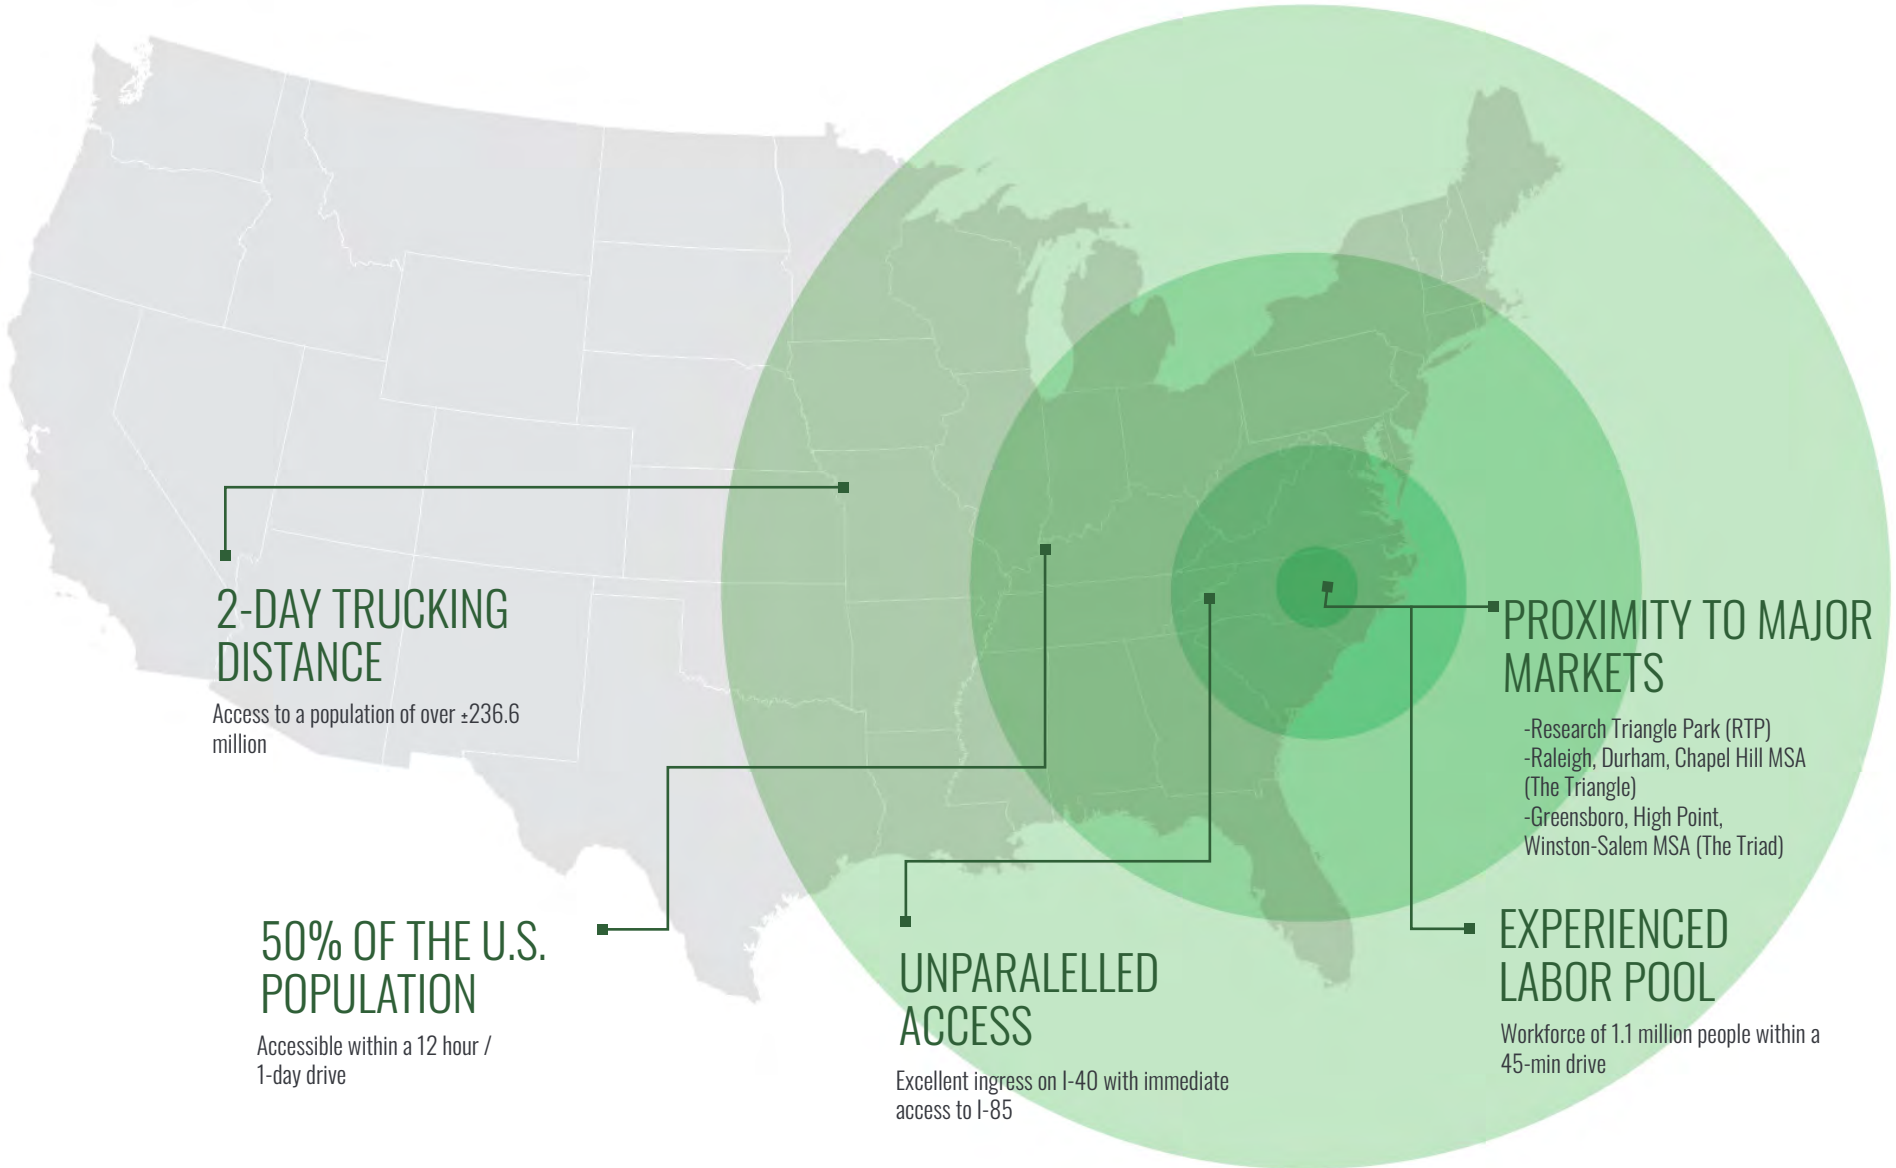 2-DAY TRUCKING
DISTANCE
Access to a population of over ±236.6
million
50% OF THE U.S.
POPULATION
Accessible within a 12 hour /
1-day drive
UNPARALELLED
ACCESS
Excellent ingress on I-40 with immediate
access to I-85
PROXIMITY TO MAJOR
MARKETS
-Research Triangle Park (RTP)
-Raleigh, Durham, Chapel Hill MSA
(The Triangle)
-Greensboro, High Point,
Winston-Salem MSA (The Triad)
EXPERIENCED
LABOR POOL
Workforce of 1.1 million people within a
45-min drive